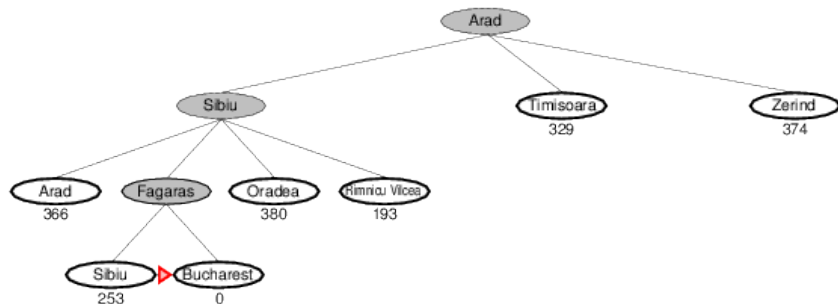 Arad
Sibiu
Timisoara
Zerind
329
374
Arad
Fagaras
Oradea
Rimnicu Vilcea
366
380
193
Sibiu
Bucharest
253
0